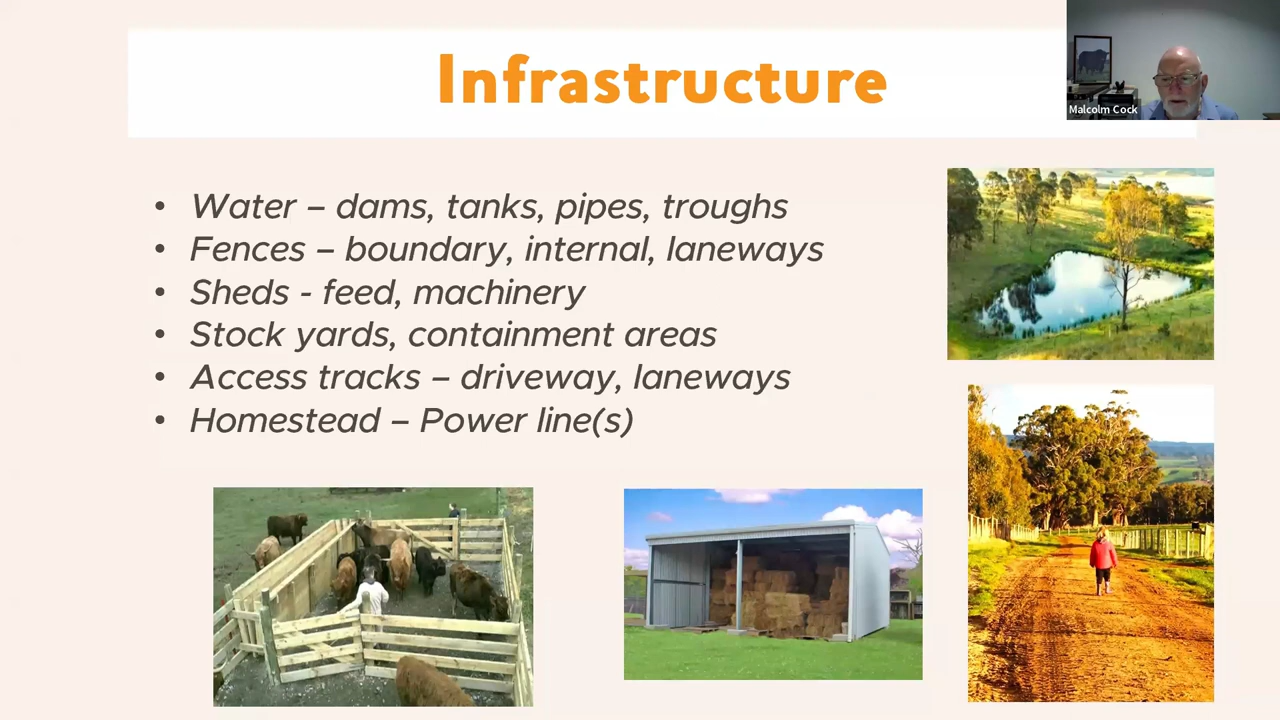 Infrastructure
Malcolm Cock
• Water – dams, tanks, pipes, troughs
• Fences – boundary, internal, laneways
• Sheds - feed, machinery
• Stock yards, containment areas
• Access tracks – driveway, laneways
• Homestead – Power line(s)